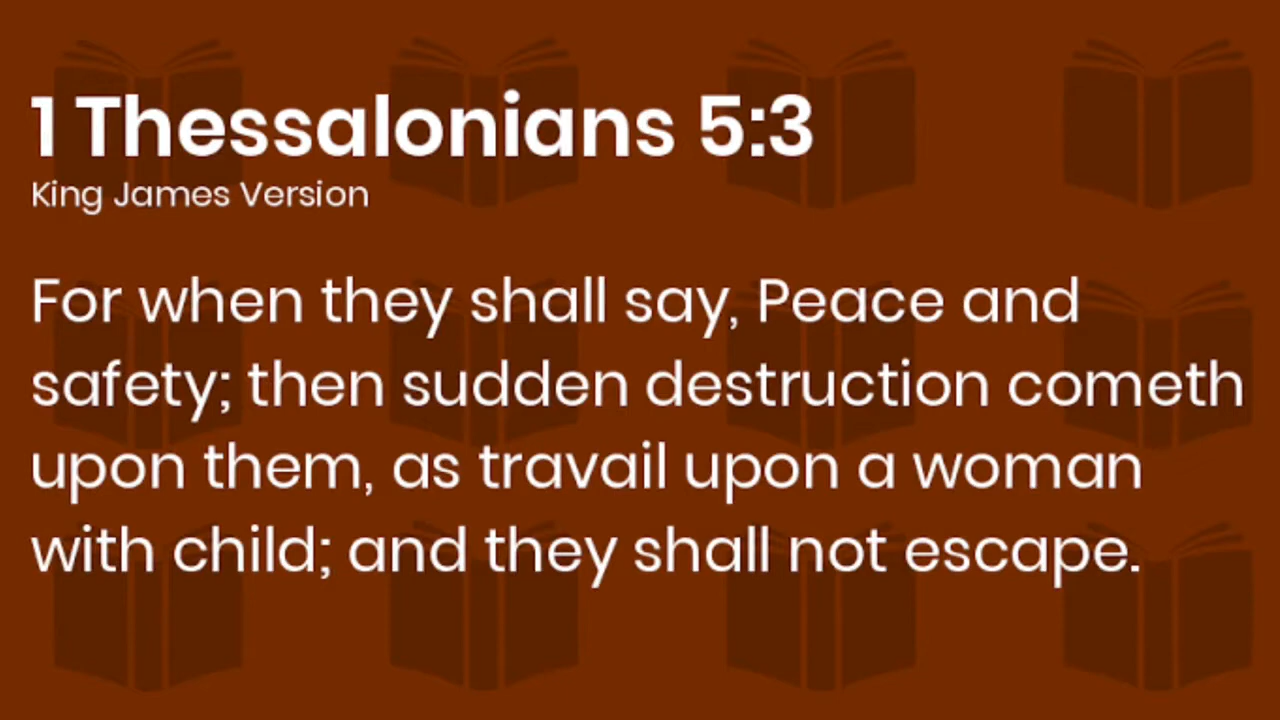 1 Thessalonians 5:3
King James Version
For when they shall say, Peace and
safety; then sudden destruction cometh
upon them, as travail upon a woman
with child; and they shall not escape.